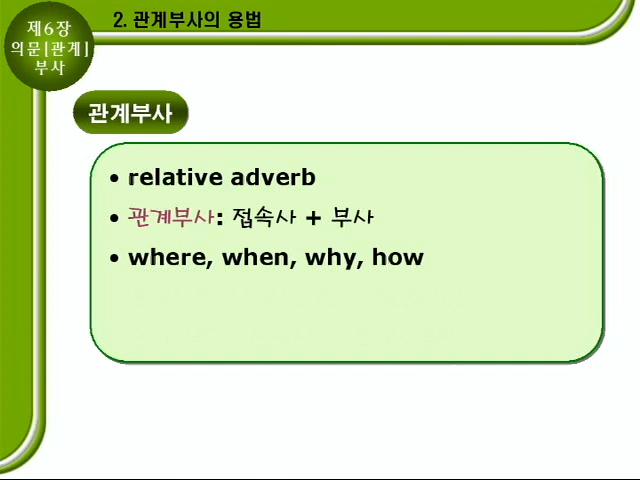 제6장
의문[관계]
부사
2. 관계부사의 용법
관계부사
• relative adverb
• 관계부사: 접속사 + 부사
• where, when, why, how